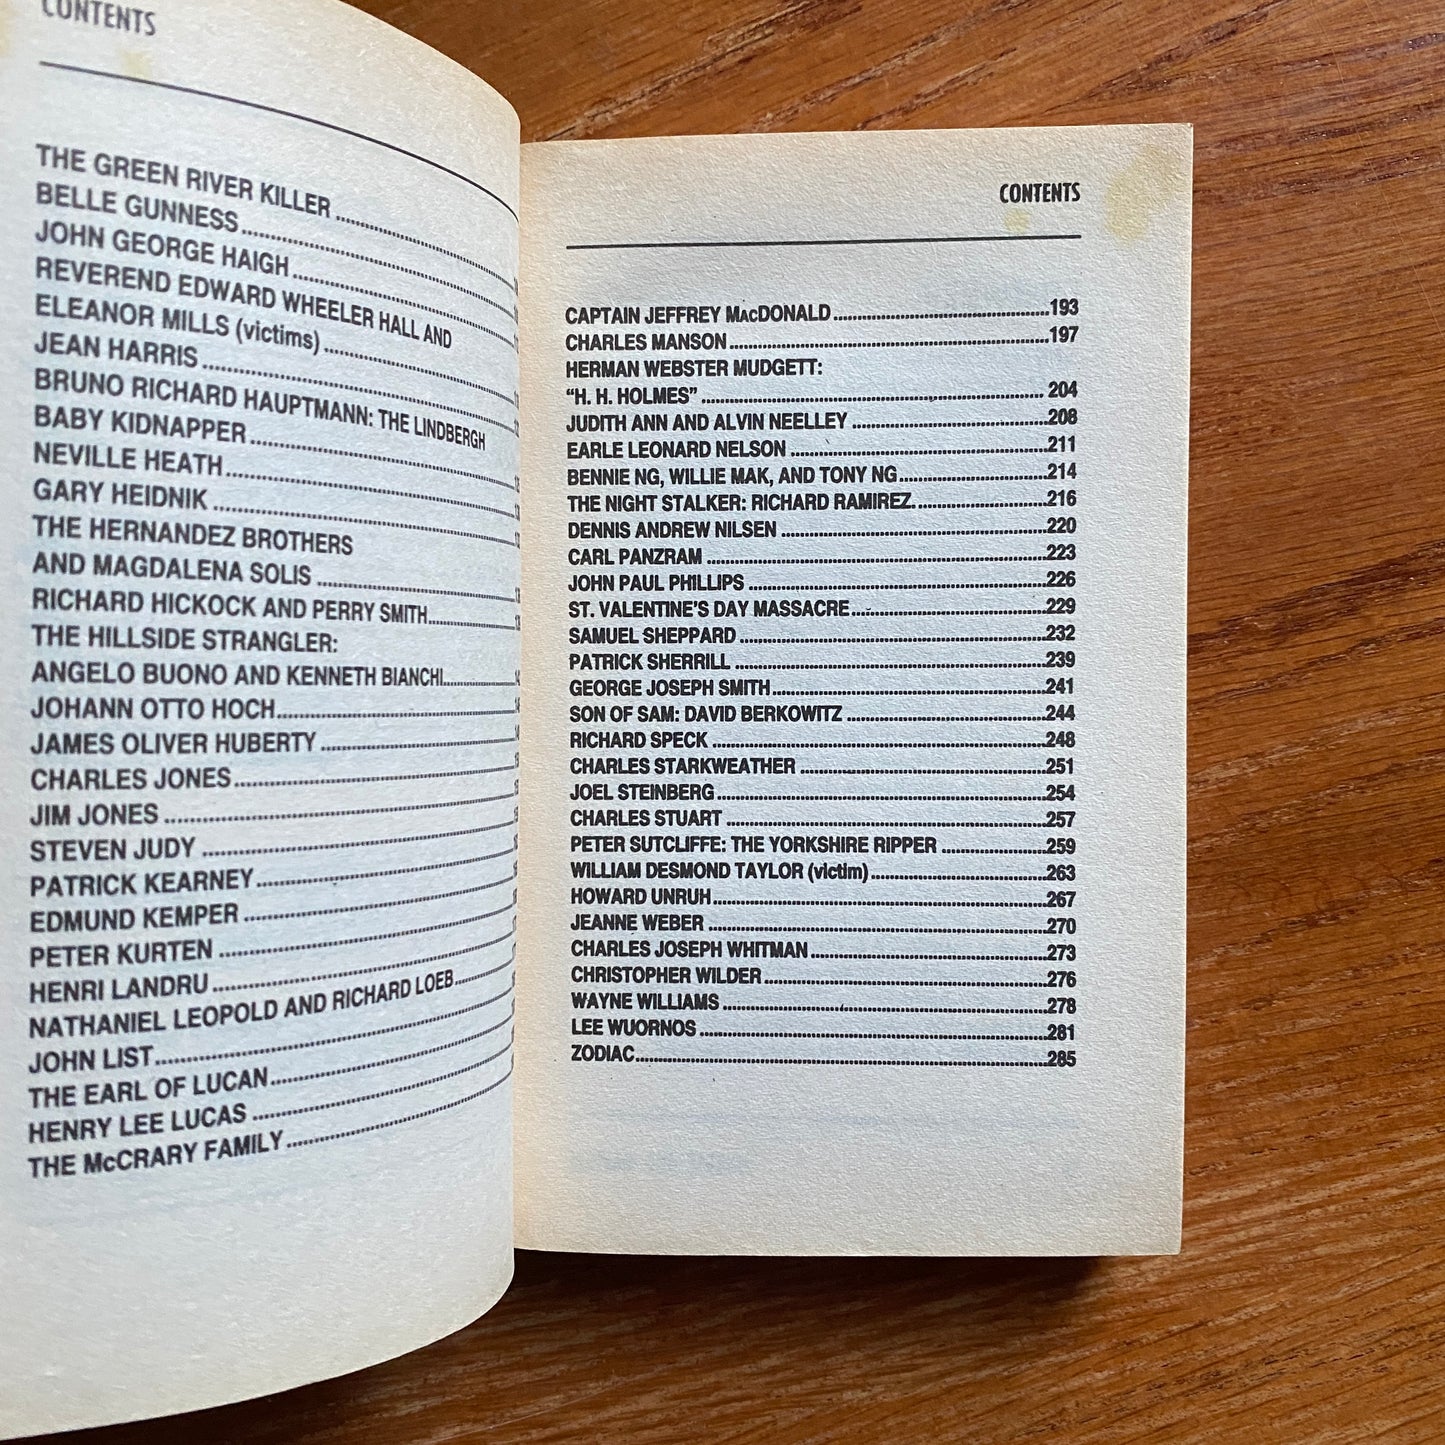 CONTENTS
THE GREEN RIVER KILLER
BELLE GUNNESS
JOHN GEORGE HAIGH
REVEREND EDWARD WHEELER HALL AND
ELEANOR MILLS (victims)
JEAN HARRIS
BRUNO RICHARD HAUPTMANN: THE LINDBERGH
BABY KIDNAPPER
NEVILLE HEATH
GARY HEIDNIK
THE HERNANDEZ BROTHERS
AND MAGDALENA SOLIS
RICHARD HICKOCK AND PERRY SMITH
THE HILLSIDE STRANGLER:
ANGELO BUONO AND KENNETH BIANCHI
JOHANN OTTO HOCH
JAMES OLIVER HUBERTY
CHARLES JONES
JIM JONES
STEVEN JUDY
PATRICK KEARNEY
EDMUND KEMPER
PETER KURTEN
HENRI LANDRU
NATHANIEL LEOPOLD AND RICHARD LOEB
JOHN LIST
THE EARL OF LUCAN
HENRY LEE LUCAS
THE McCRARY FAMILY
CONTENTS
CAPTAIN JEFFREY MACDONALD 193
CHARLES MANSON 197
HERMAN WEBSTER MUDGETT:
“H. H. HOLMES” 204
JUDITH ANN AND ALVIN NEELLEY 208
EARLE LEONARD NELSON 211
BENNIE NG, WILLIE MAK, AND TONY NG 214
THE NIGHT STALKER: RICHARD RAMIREZ 216
DENNIS ANDREW NILSEN 220
CARL PANZRAM 223
JOHN PAUL PHILLIPS 226
ST. VALENTINE’S DAY MASSACRE 229
SAMUEL SHEPPARD 232
PATRICK SHERRILL 239
GEORGE JOSEPH SMITH 241
SON OF SAM: DAVID BERKOWITZ 244
RICHARD SPECK 248
CHARLES STARKWEATHER 251
JOEL STEINBERG 254
CHARLES STUART 257
PETER SUTCLIFFE: THE YORKSHIRE RIPPER 259
WILLIAM DESMOND TAYLOR (victim) 263
HOWARD UNRUH 267
JEANNE WEBER 270
CHARLES JOSEPH WHITMAN 273
CHRISTOPHER WILDER 276
WAYNE WILLIAMS 278
LEE WUORNOS 281
ZODIAC 285